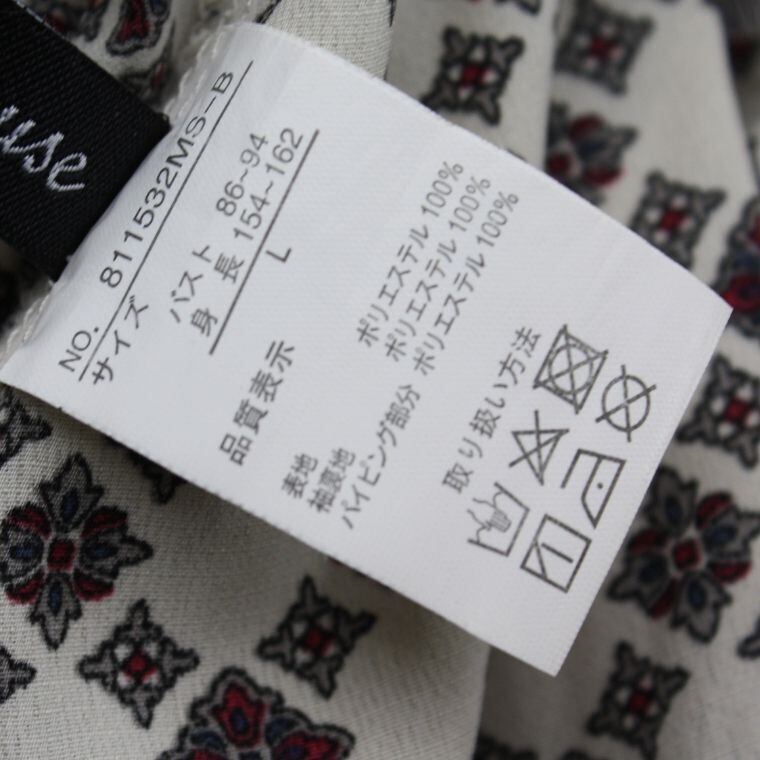 use
NO. 811532MS-B
サイズ バスト 86~94
身長 154~162
L
品質表示
表地 ポリエステル 100%
袖裏地 ポリエステル 100%
パイピング部分 ポリエステル 100%
取り扱い方法